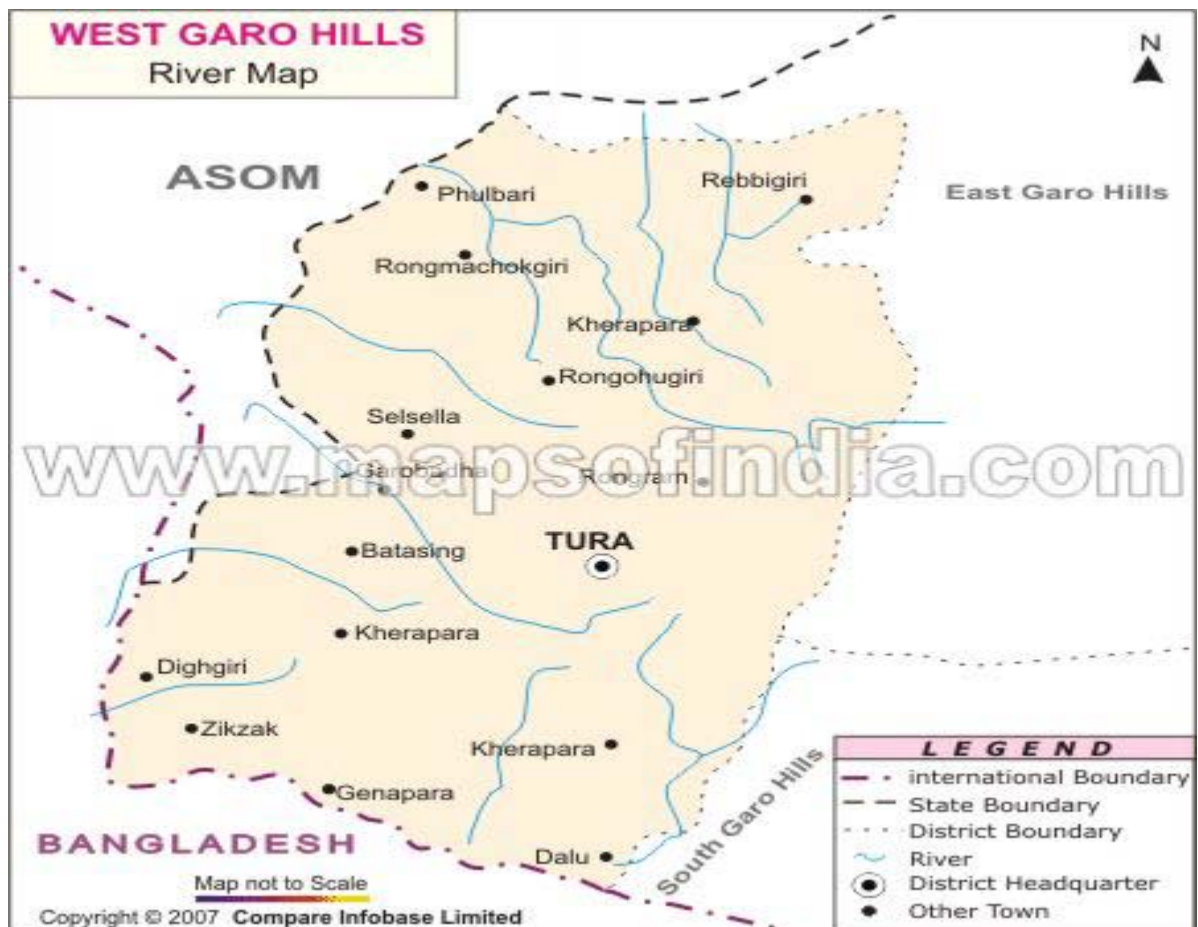 WEST GARO HILLS
River Map
N
ASOM
Phulbari
Rebbigiri
East Garo Hills
Rongmachokgiri
Kherapara
Rongohugiri
Selsella
www.mapsofindia.com
Garobadha
Rongram
TURA
Batasing
Kherapara
Dighgiri
Zikzak
Kherapara
Genapara
South Garo Hills
BANGLADESH
Dalu
Map not to Scale
Copyright © 2007 Compare Infobase Limited
LEGEND
international Boundary
State Boundary
District Boundary
River
District Headquarter
Other Town